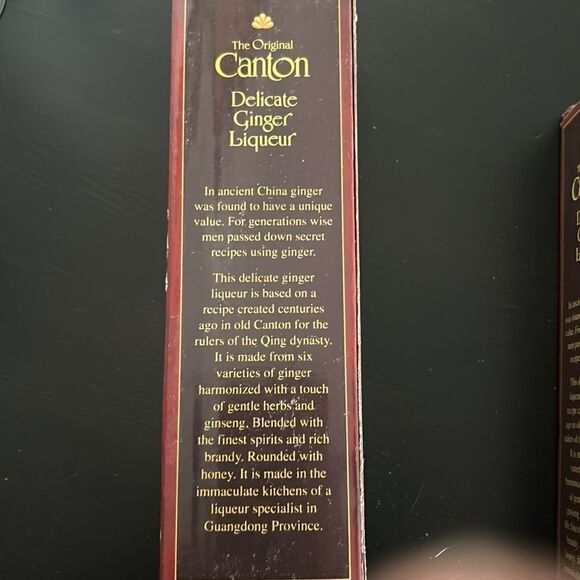 The Original
Canton
Delicate
Ginger
Liqueur
In ancient China ginger
was found to have a unique
value. For generations wise
men passed down secret
recipes using ginger.
This delicate ginger
liqueur is based on a
recipe created centuries
ago in old Canton for the
rulers of the Qing dynasty.
It is made from six
varieties of ginger
harmonized with a touch
of gentle herbs and
ginseng. Blended with
the finest spirits and rich
brandy. Rounded with
honey. It is made in the
immaculate kitchens of a
liqueur specialist in
Guangdong Province.